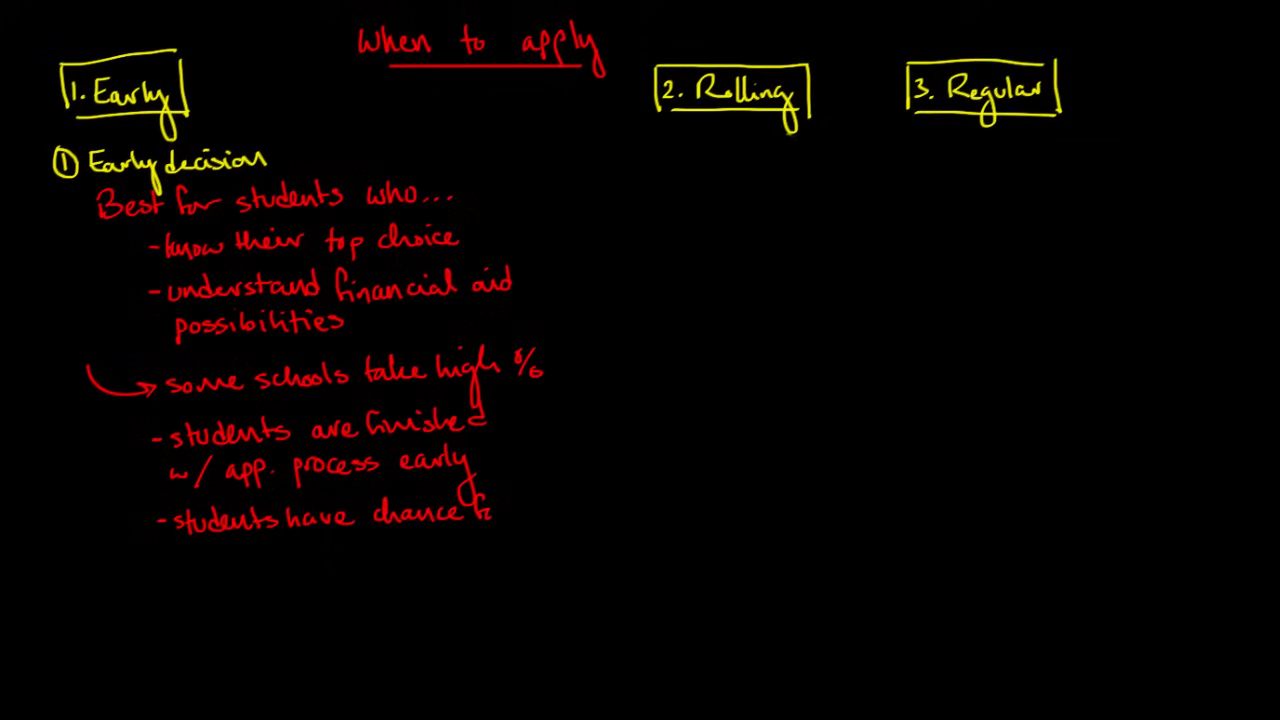 When to apply
1. Early
2. Rolling
3. Regular
① Early decision
Best for students who...
- know their top choice
- understand financial aid
possibilities
some schools take high %
- students are finished
w/ app. process early
- students have chance